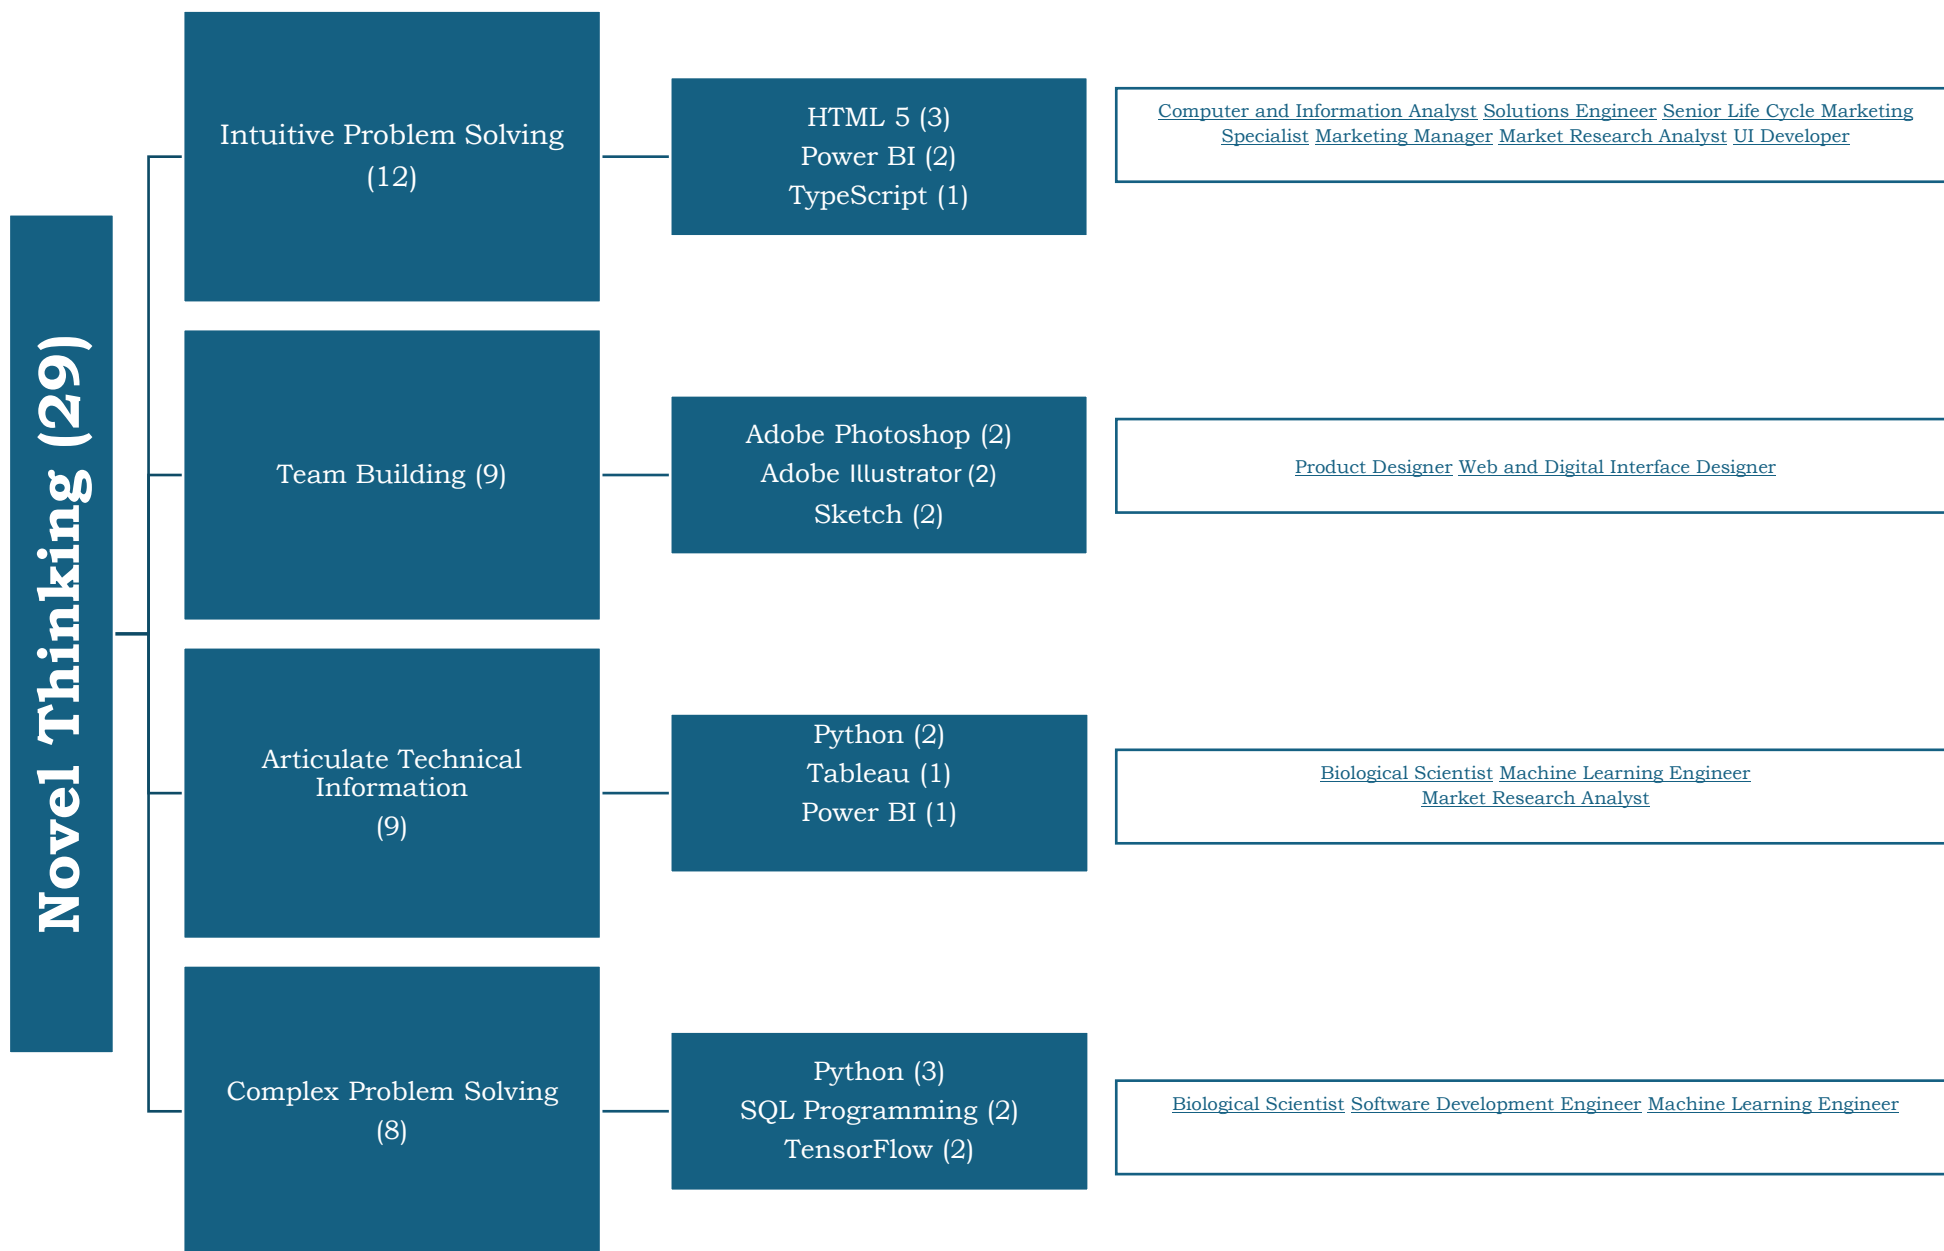 Novel Thinking (29)
Intuitive Problem Solving
(12)
HTML 5 (3)
Power BI (2)
TypeScript (1)
Computer and Information Analyst Solutions Engineer Senior Life Cycle Marketing
Specialist Marketing Manager Market Research Analyst UI Developer
Team Building (9)
Adobe Photoshop (2)
Adobe Illustrator (2)
Sketch (2)
Product Designer Web and Digital Interface Designer
Articulate Technical
Information
(9)
Python (2)
Tableau (1)
Power BI (1)
Biological Scientist Machine Learning Engineer
Market Research Analyst
Complex Problem Solving
(8)
Python (3)
SQL Programming (2)
TensorFlow (2)
Biological Scientist Software Development Engineer Machine Learning Engineer